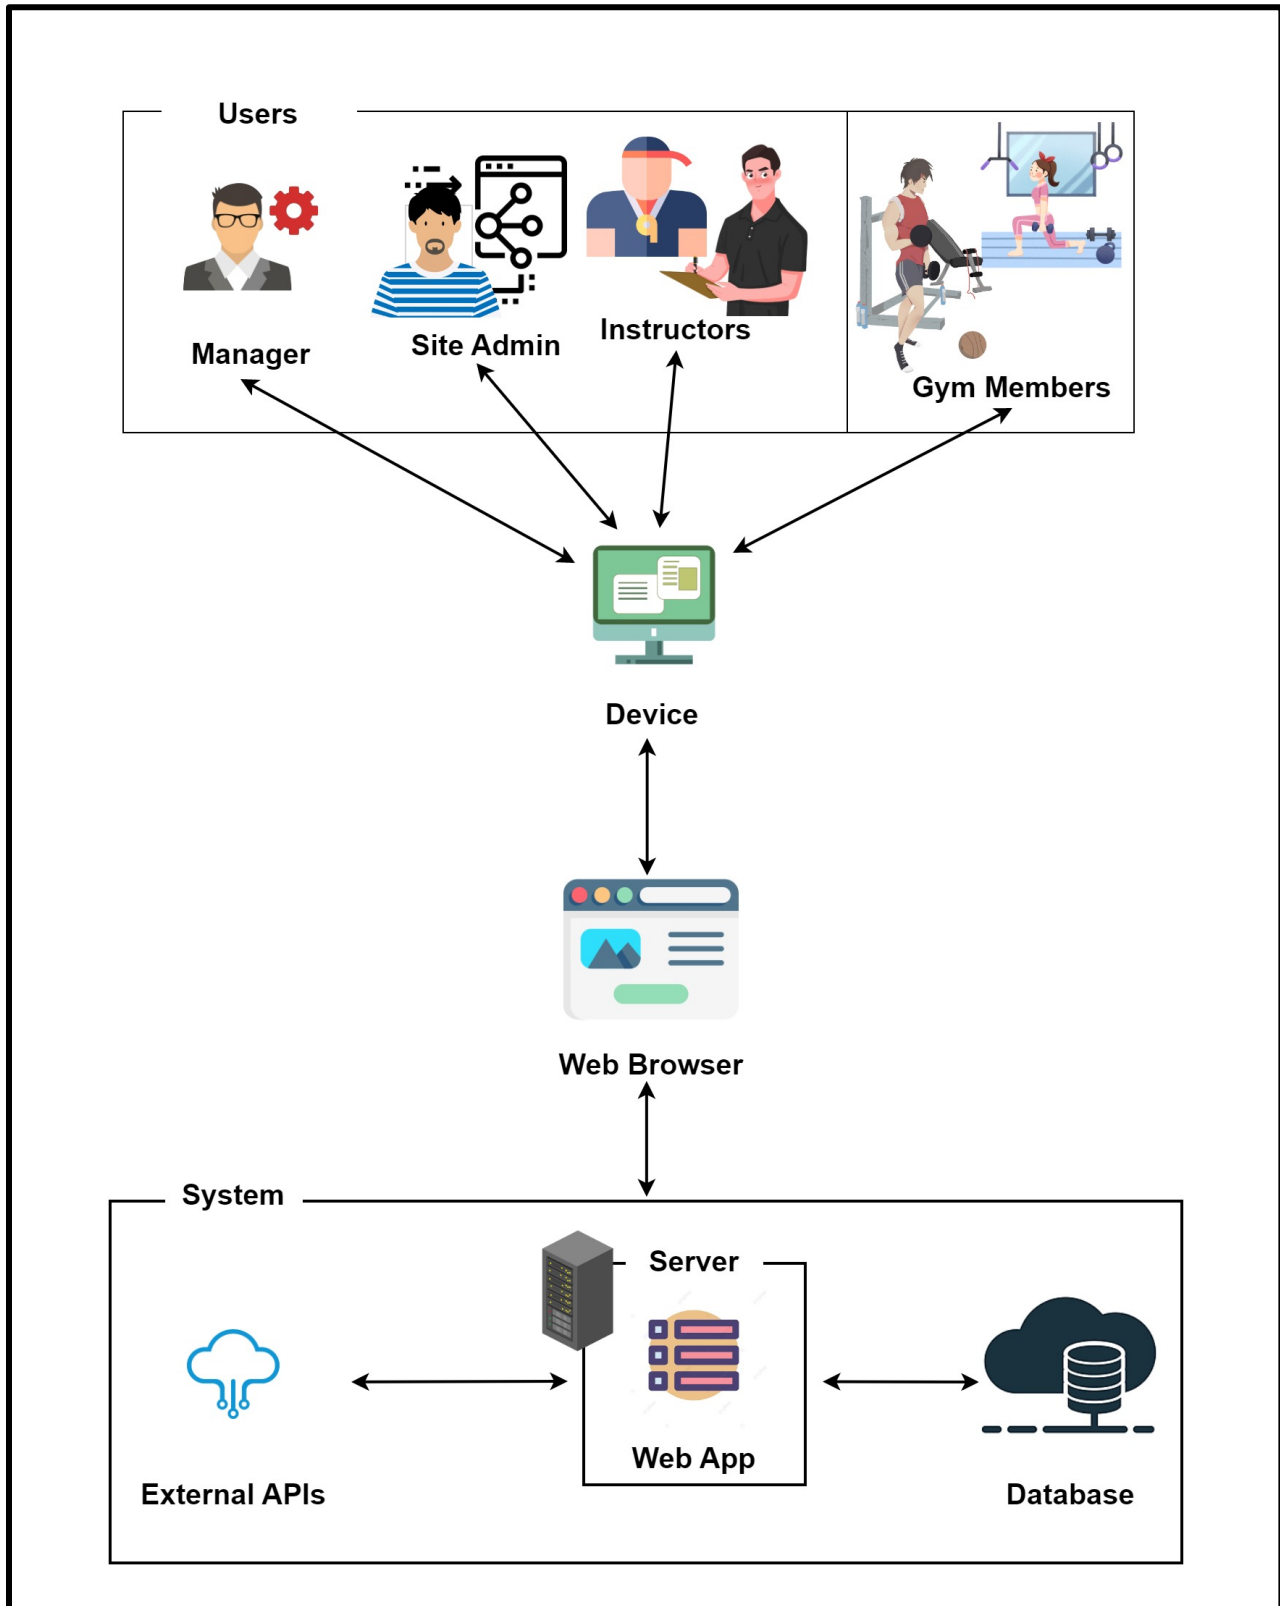 Users
Manager
Site Admin
Instructors
Gym Members
Device
Web Browser
System
Server
Web App
External APIs
Database